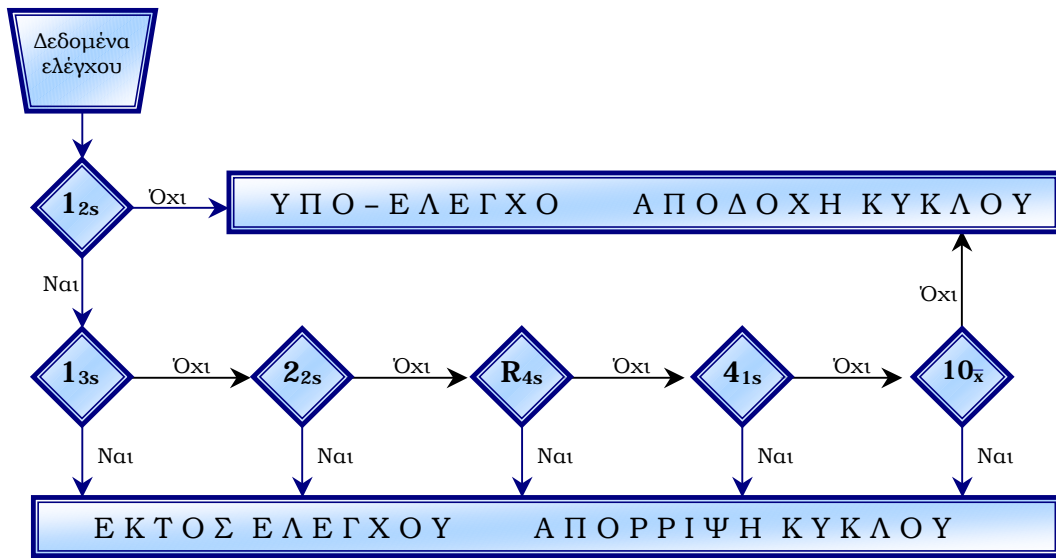 Δεδομένα
ελέγχου
1₂ₛ
Όχι
Υ Π Ο – Ε Λ Ε Γ Χ Ο Α Π Ο Δ Ο Χ Η Κ Υ Κ Λ Ο Υ
Ναι
Όχι
1₃ₛ
Όχι
2₂ₛ
Όχι
R₄ₛ
Όχι
4₁ₛ
Όχι
10x̄
Ναι
Ναι
Ναι
Ναι
Ναι
Ε Κ Τ Ο Σ Ε Λ Ε Γ Χ Ο Υ Α Π Ο Ρ Ρ Ι Ψ Η Κ Υ Κ Λ Ο Υ